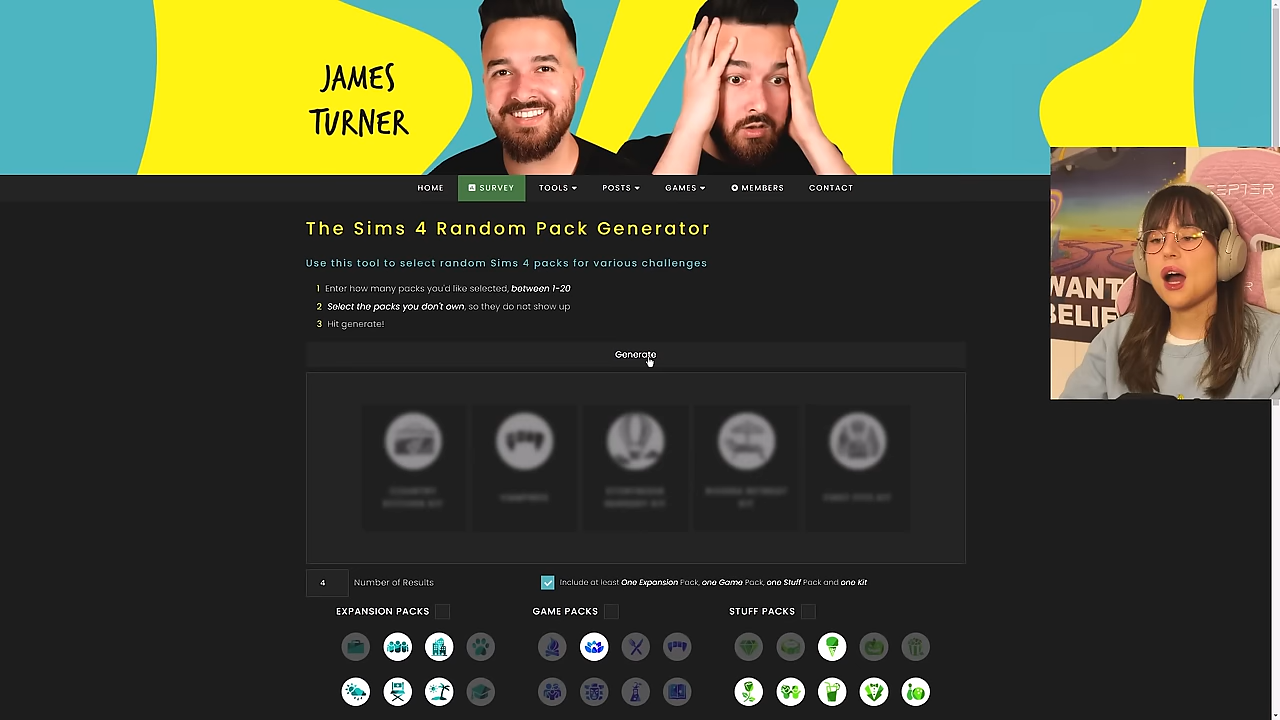 JAMES
TURNER
HOME
SURVEY
TOOLS
POSTS
GAMES
MEMBERS
CONTACT
The Sims 4 Random Pack Generator
Use this tool to select random Sims 4 packs for various challenges
1 Enter how many packs you'd like selected, between 1-20
2 Select the packs you don't own, so they do not show up
3 Hit generate!
Generate
4 Number of Results
Include at least One Expansion Pack, one Game Pack, one Stuff Pack and one Kit
EXPANSION PACKS
GAME PACKS
STUFF PACKS
WANT